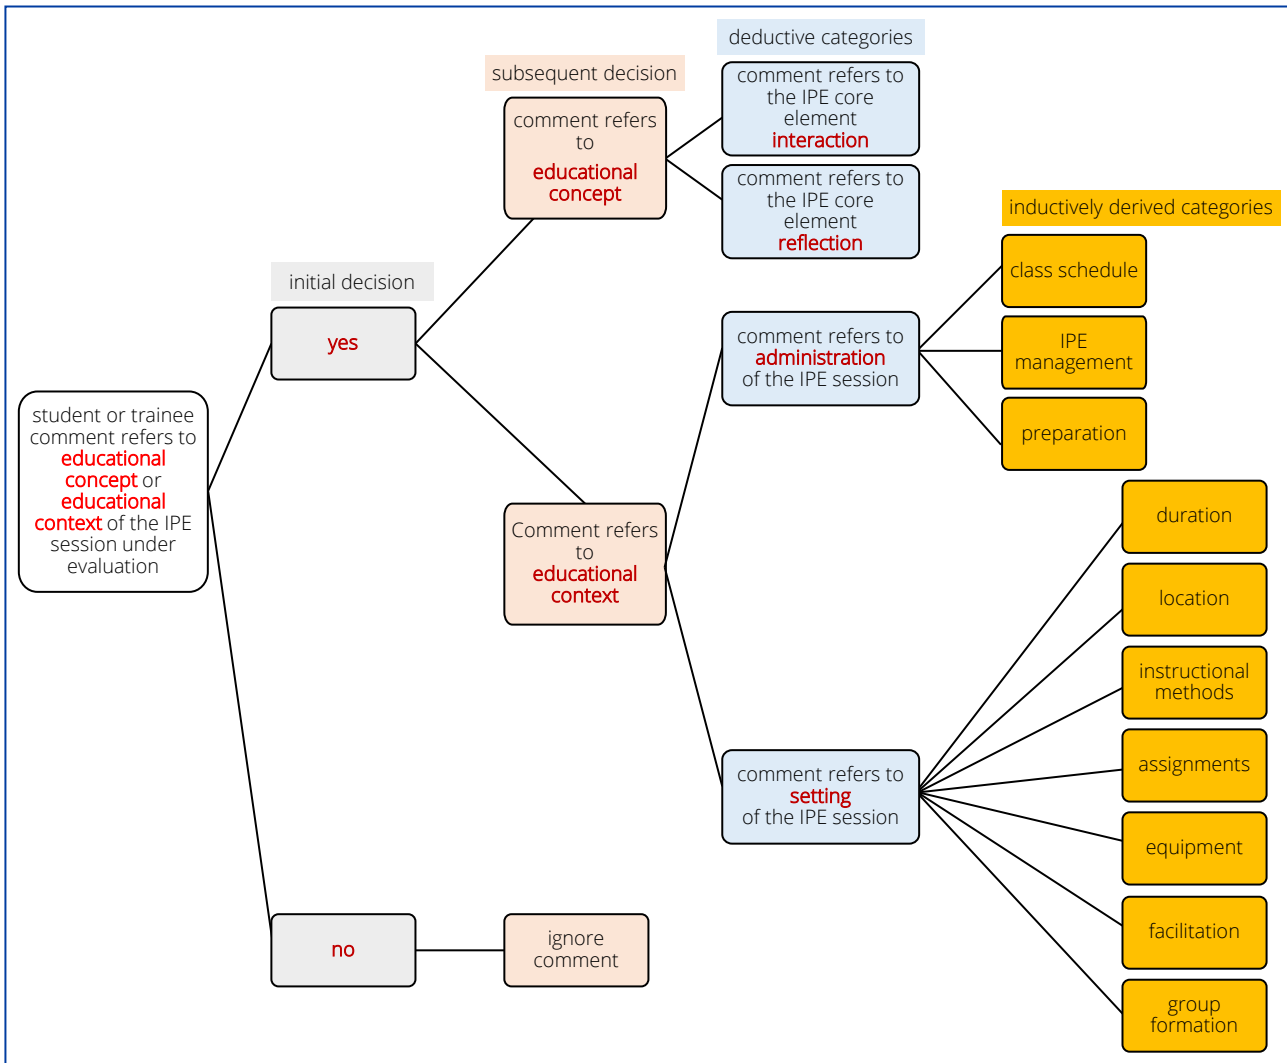 deductive categories
subsequent decision
comment refers to
the IPE core
element
interaction
comment refers
to
educational
concept
comment refers to
the IPE core
element
reflection
inductively derived categories
class schedule
initial decision
yes
comment refers to
administration
of the IPE session
IPE
management
preparation
student or trainee
comment refers to
educational
concept or
educational
context of the IPE
session under
evaluation
Comment refers
to
educational
context
duration
location
instructional
methods
comment refers to
setting
of the IPE session
assignments
equipment
facilitation
group
formation
no
ignore
comment